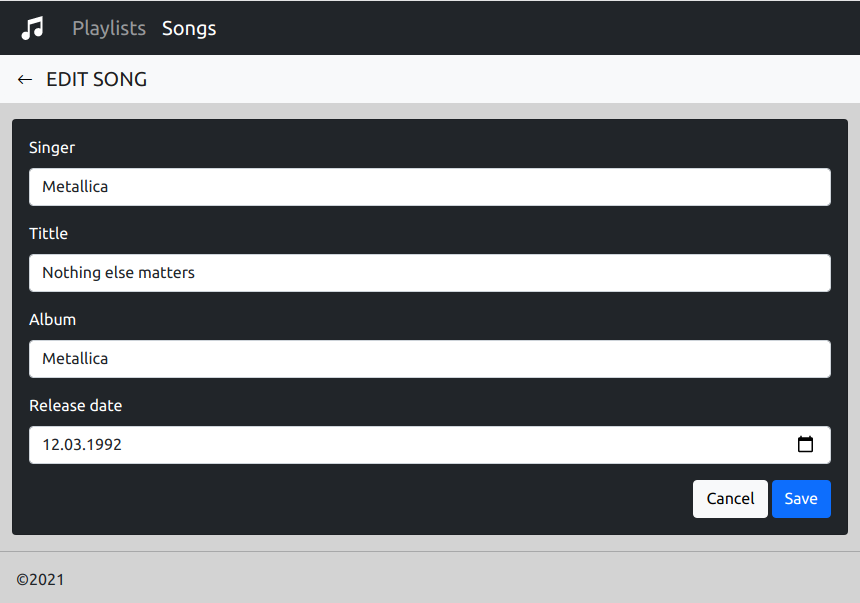 Playlists Songs
← EDIT SONG
Singer
Metallica
Tittle
Nothing else matters
Album
Metallica
Release date
12.03.1992
Cancel Save
©2021